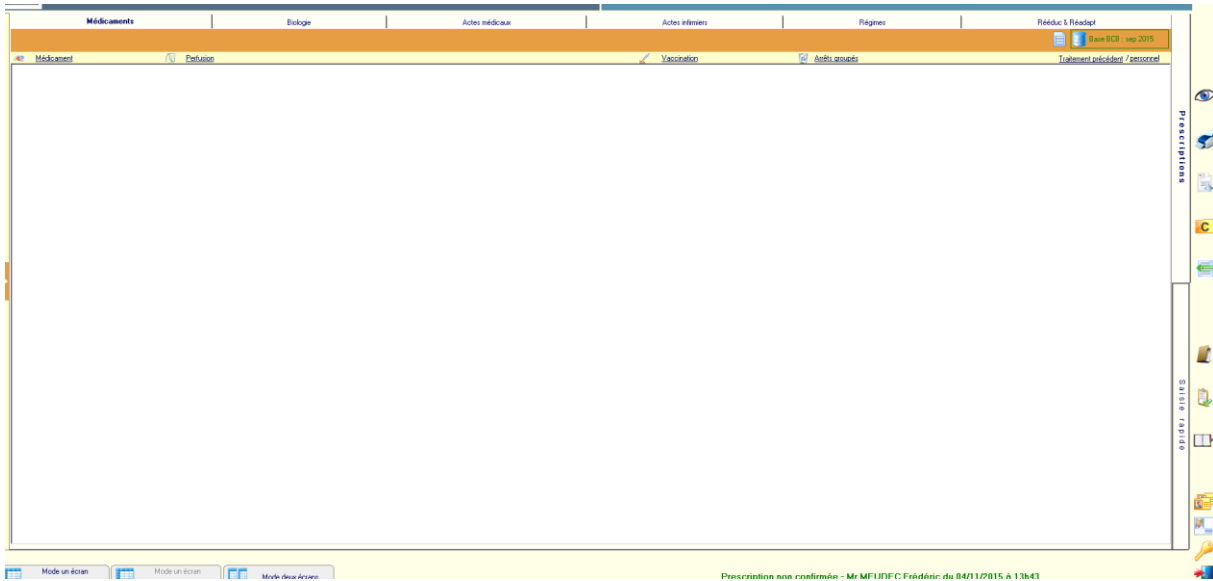 Médicaments Biologie Actes médicaux Actes infirmiers Régimes Rééduc & Réadapt
Base BCB : sep 2015
Médicament Perfusion Vaccination Arrêts groupés Traitement précédent / personnel
Prescriptions
C
Saisie rapide
Mode un écran Mode un écran Mode deux écrans
Prescription non confirmée - Mr MEUDEC Frédéric du 04/11/2015 à 13h43